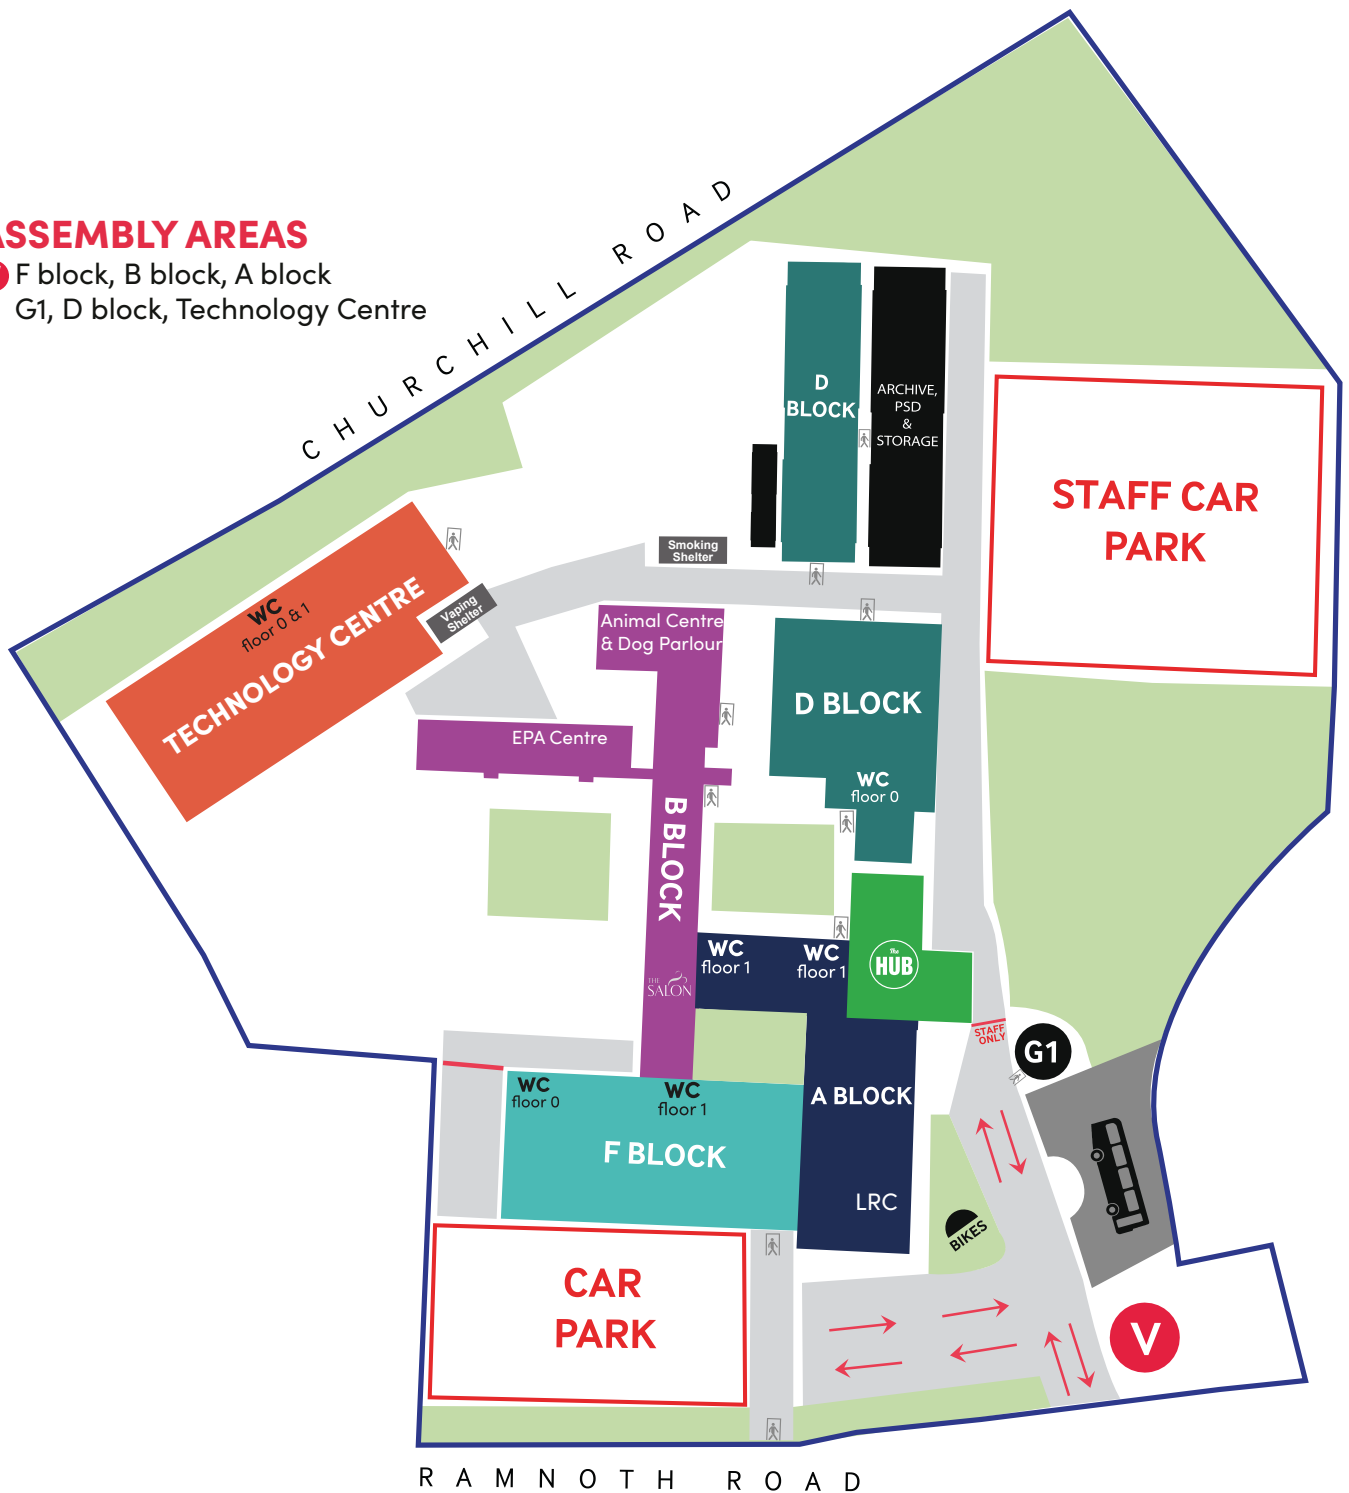 ASSEMBLY AREAS
F block, B block, A block
G1, D block, Technology Centre
CHURCHILL ROAD
D
BLOCK
ARCHIVE,
PSD
&
STORAGE
STAFF CAR
PARK
Smoking
Shelter
Vaping
Shelter
WC
floor 0 & 1
TECHNOLOGY CENTRE
Animal Centre
& Dog Parlour
EPA Centre
D BLOCK
WC
floor 0
B BLOCK
WC
floor 1
WC
floor 1
The
HUB
THE
SALON
STAFF
ONLY
G1
WC
floor 0
WC
floor 1
A BLOCK
F BLOCK
LRC
BIKES
CAR
PARK
V
RAMNOTH ROAD